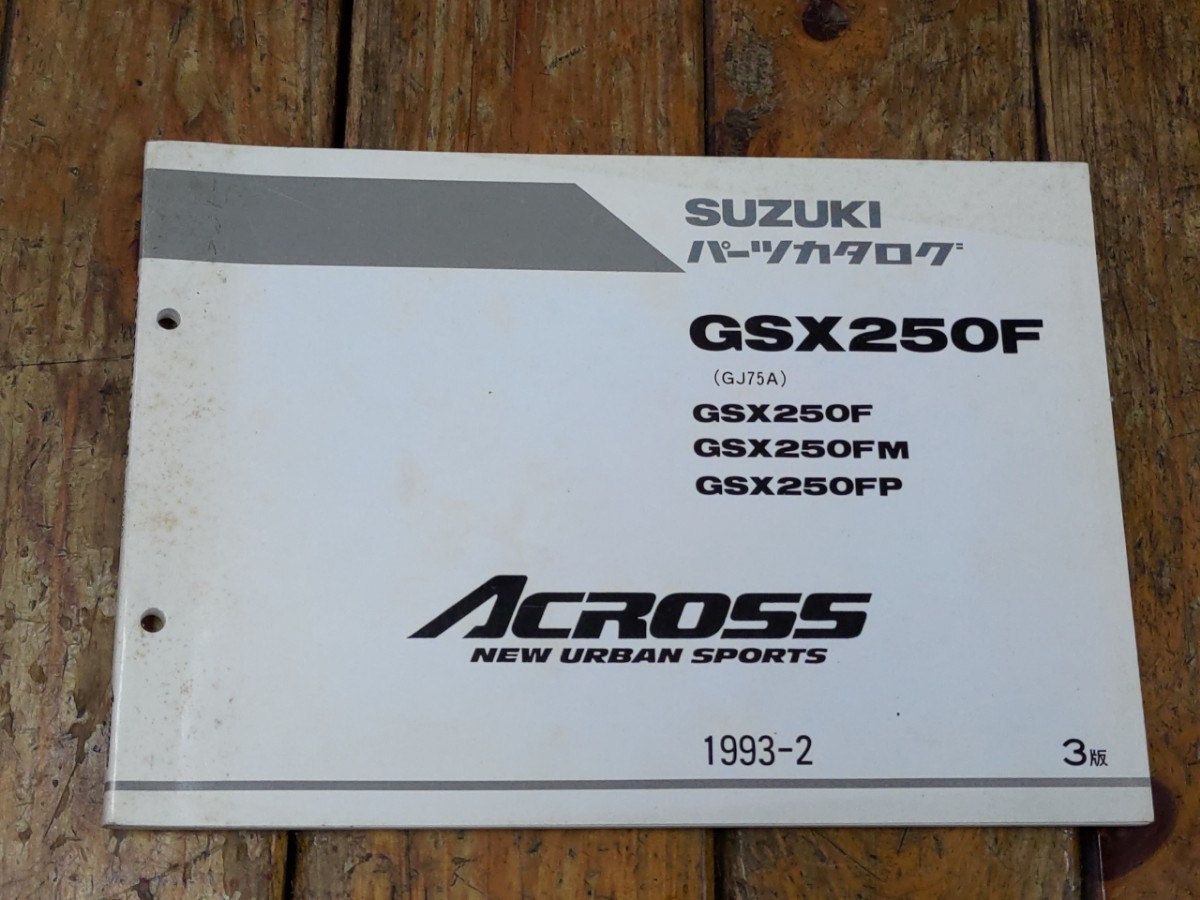 SUZUKI
パーツカタログ
GSX250F
(GJ75A)
GSX250F
GSX250FM
GSX250FP
ACROSS
NEW URBAN SPORTS
1993-2
3版